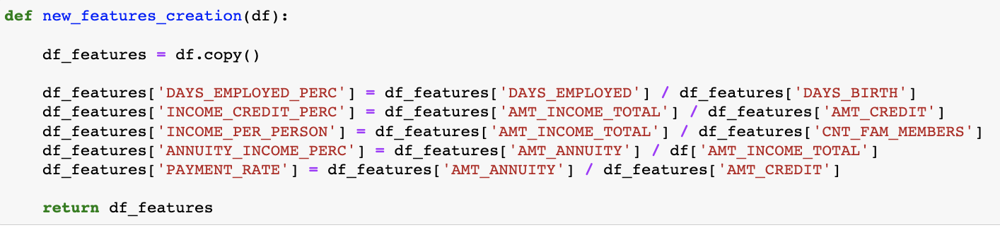 def new_features_creation(df):
df_features = df.copy()
df_features['DAYS_EMPLOYED_PERC'] = df_features['DAYS_EMPLOYED'] / df_features['DAYS_BIRTH']
df_features['INCOME_CREDIT_PERC'] = df_features['AMT_INCOME_TOTAL'] / df_features['AMT_CREDIT']
df_features['INCOME_PER_PERSON'] = df_features['AMT_INCOME_TOTAL'] / df_features['CNT_FAM_MEMBERS']
df_features['ANNUITY_INCOME_PERC'] = df_features['AMT_ANNUITY'] / df['AMT_INCOME_TOTAL']
df_features['PAYMENT_RATE'] = df_features['AMT_ANNUITY'] / df_features['AMT_CREDIT']
return df_features